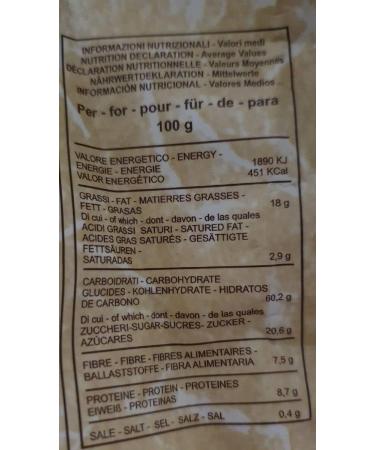 INFORMAZIONI NUTRIZIONALI - Valori medi
NUTRITION DECLARATION - Average Values
DÉCLARATION NUTRITIONNELLE - Valeurs Moyennes
NÄHRWERTDEKLARATION - Mittelwerte
INFORMACIÓN NUTRICIONAL - Valores Medios
Per - for - pour - für - de - para
100 g
VALORE ENERGETICO - ENERGY -
ENERGIE - ENERGIE
VALOR ENERGÉTICO
1890 KJ
451 KCal
GRASSI - FAT - MATIERRES GRASSES -
FETT - GRASAS
18 g
Di cui - of which - dont - davon - de las quales
ACIDI GRASSI SATURI - SATURED FAT -
ACIDES GRAS SATURÉS - GESÄTTIGTE
FETTSÄUREN -
SATURADAS
2,9 g
CARBOIDRATI - CARBOHYDRATE
GLUCIDES - KOHLENHYDRATE - HIDRATOS
DE CARBONO
60,2 g
Di cui - of which - dont - davon - de las quales
ZUCCHERI-SUGAR-SUCRES- ZUCKER -
AZÚCARES
20,6 g
FIBRE - FIBRE - FIBRES ALIMENTAIRES -
BALLASTSTOFFE - FIBRA ALIMENTARIA
7,5 g
PROTEINE - PROTEIN - PROTEINES
EIWEIß - PROTEINAS
8,7 g
SALE - SALT - SEL - SALZ - SAL
0,4 g